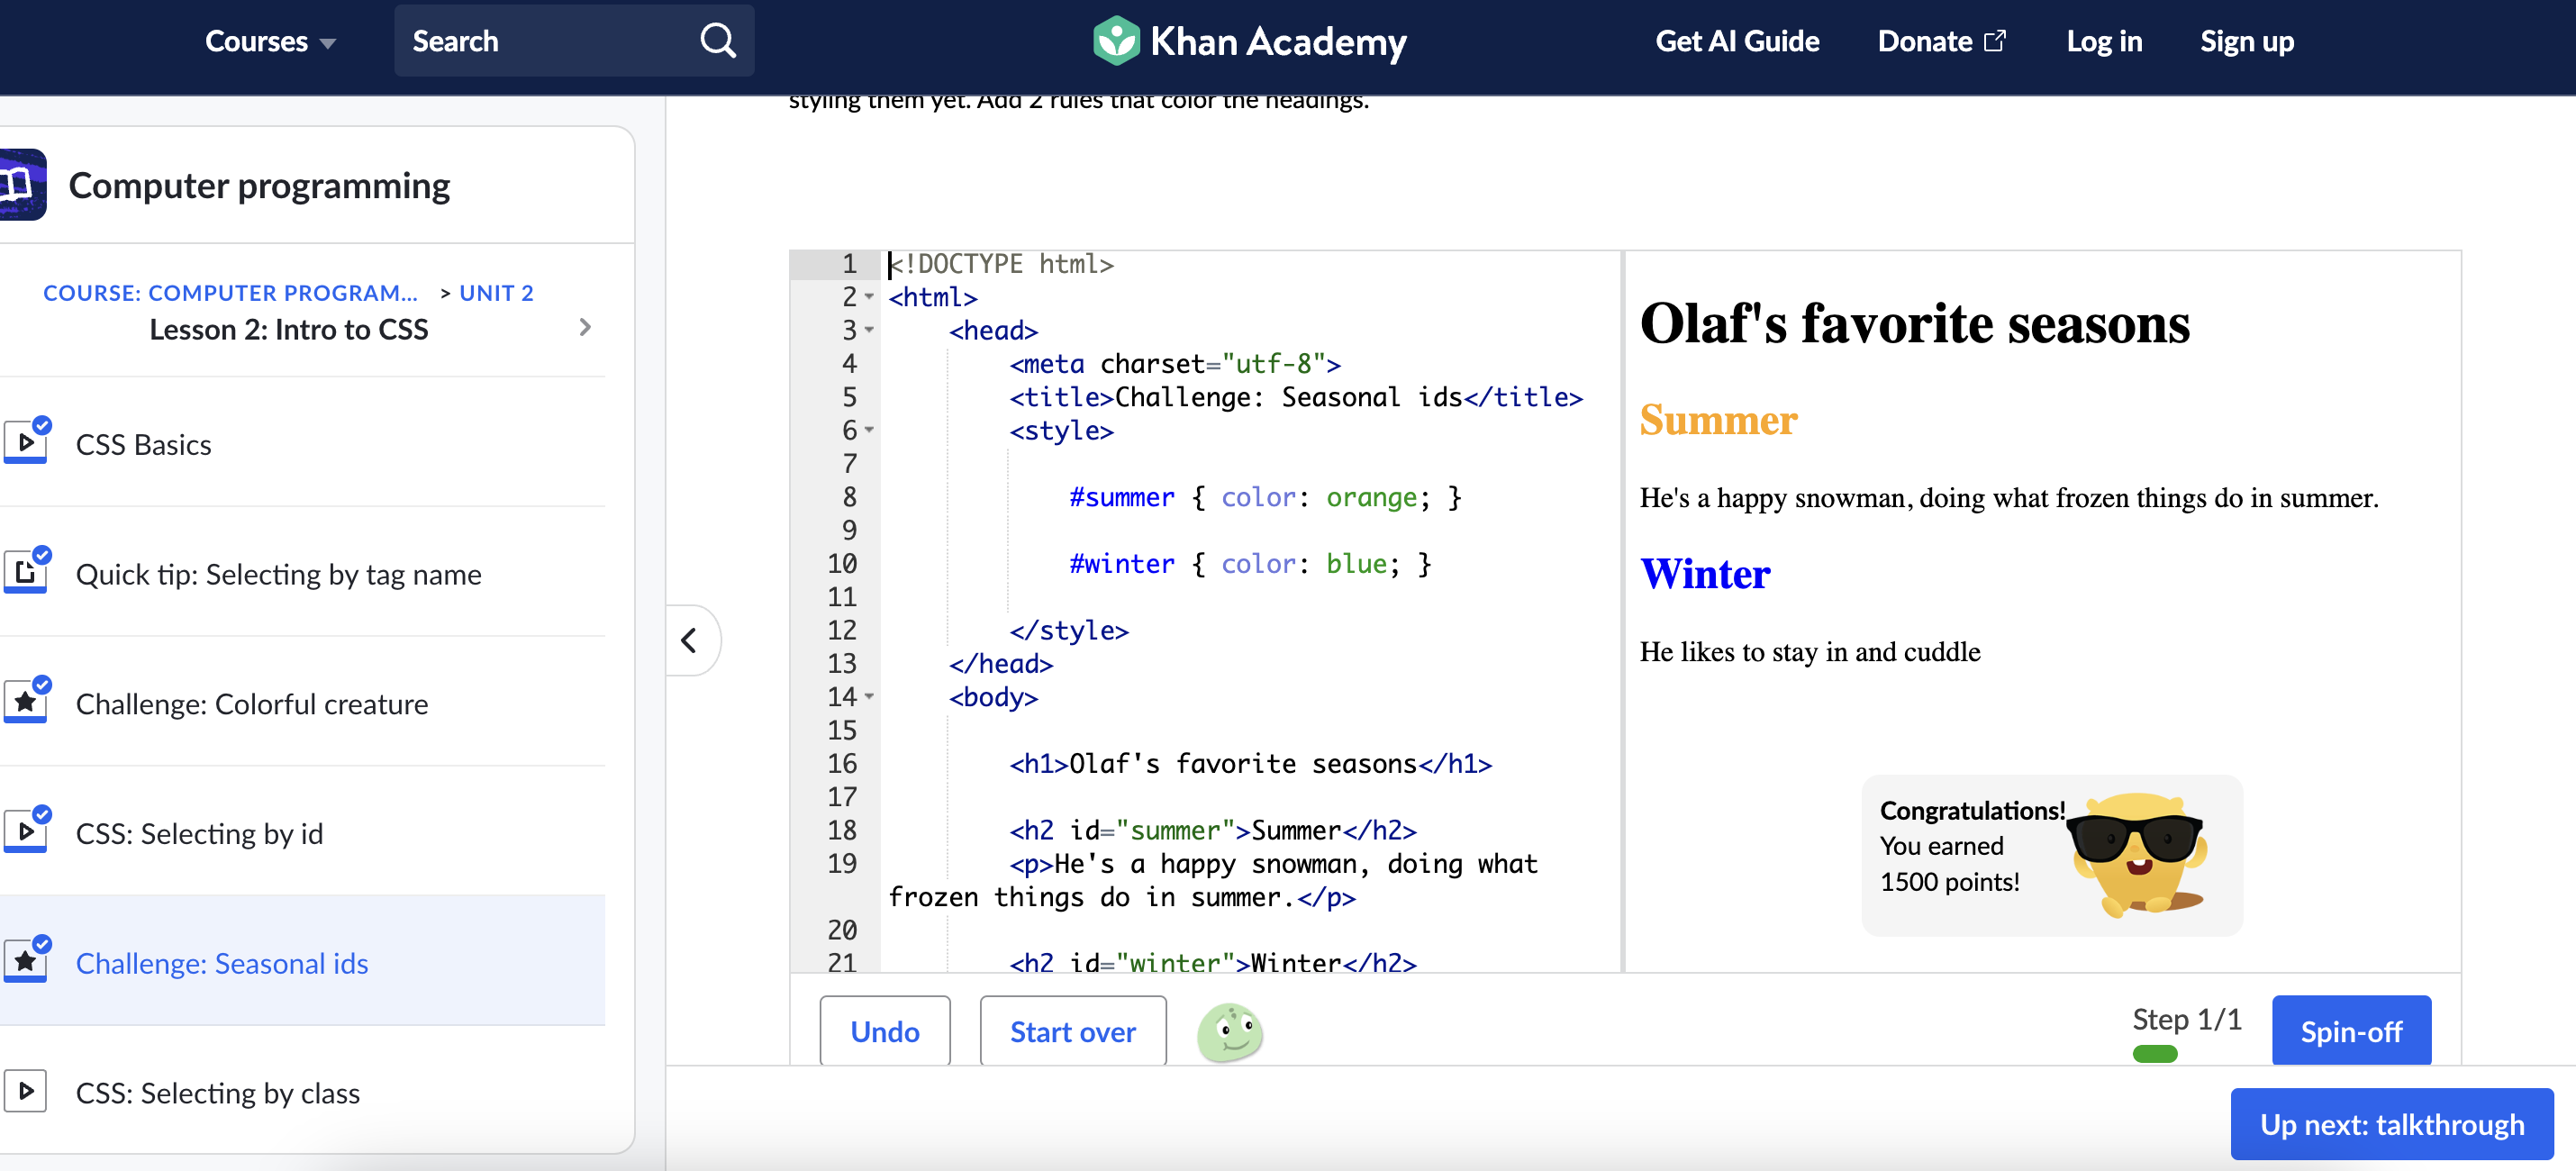 Courses
Search
Khan Academy
Get AI Guide
Donate
Log in
Sign up
styling them yet. Add 2 rules that color the headings.
Computer programming
COURSE: COMPUTER PROGRAM... > UNIT 2
Lesson 2: Intro to CSS
CSS Basics
Quick tip: Selecting by tag name
Challenge: Colorful creature
CSS: Selecting by id
Challenge: Seasonal ids
CSS: Selecting by class
1 <!DOCTYPE html>
2 <html>
3 <head>
4 <meta charset="utf-8">
5 <title>Challenge: Seasonal ids</title>
6 <style>
7
8 #summer { color: orange; }
9
10 #winter { color: blue; }
11
12 </style>
13 </head>
14 <body>
15
16 <h1>Olaf's favorite seasons</h1>
17
18 <h2 id="summer">Summer</h2>
19 <p>He's a happy snowman, doing what
frozen things do in summer.</p>
20
21 <h2 id="winter">Winter</h2>
Olaf's favorite seasons
Summer
He's a happy snowman, doing what frozen things do in summer.
Winter
He likes to stay in and cuddle
Congratulations!
You earned
1500 points!
Undo
Start over
Step 1/1
Spin-off
Up next: talkthrough